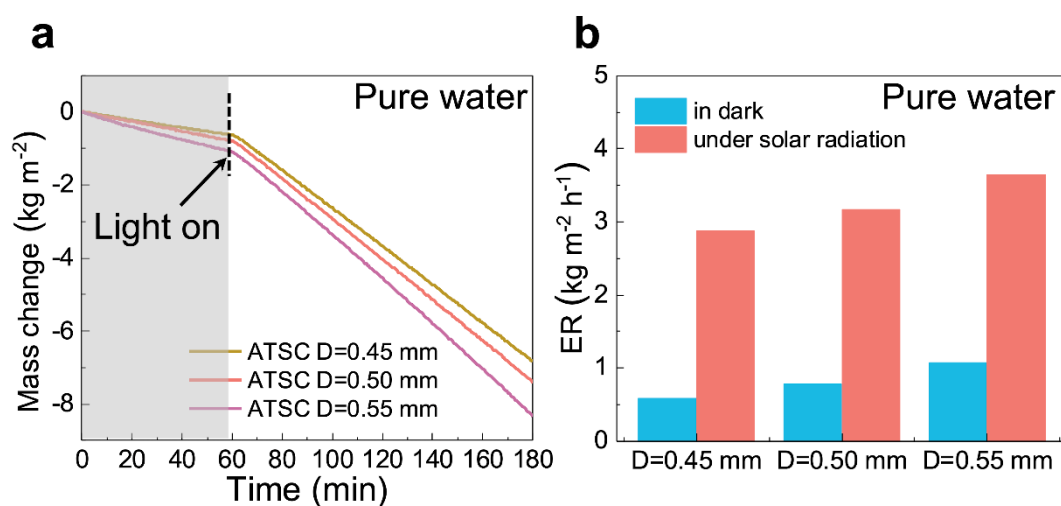 a
Pure water
Mass change (kg m⁻²)
0
-2
-4
-6
-8
Light on
ATSC D=0.45 mm
ATSC D=0.50 mm
ATSC D=0.55 mm
0 20 40 60 80 100 120 140 160 180
Time (min)
b
Pure water
in dark
under solar radiation
ER (kg m⁻² h⁻¹)
5
4
3
2
1
0
D=0.45 mm D=0.50 mm D=0.55 mm